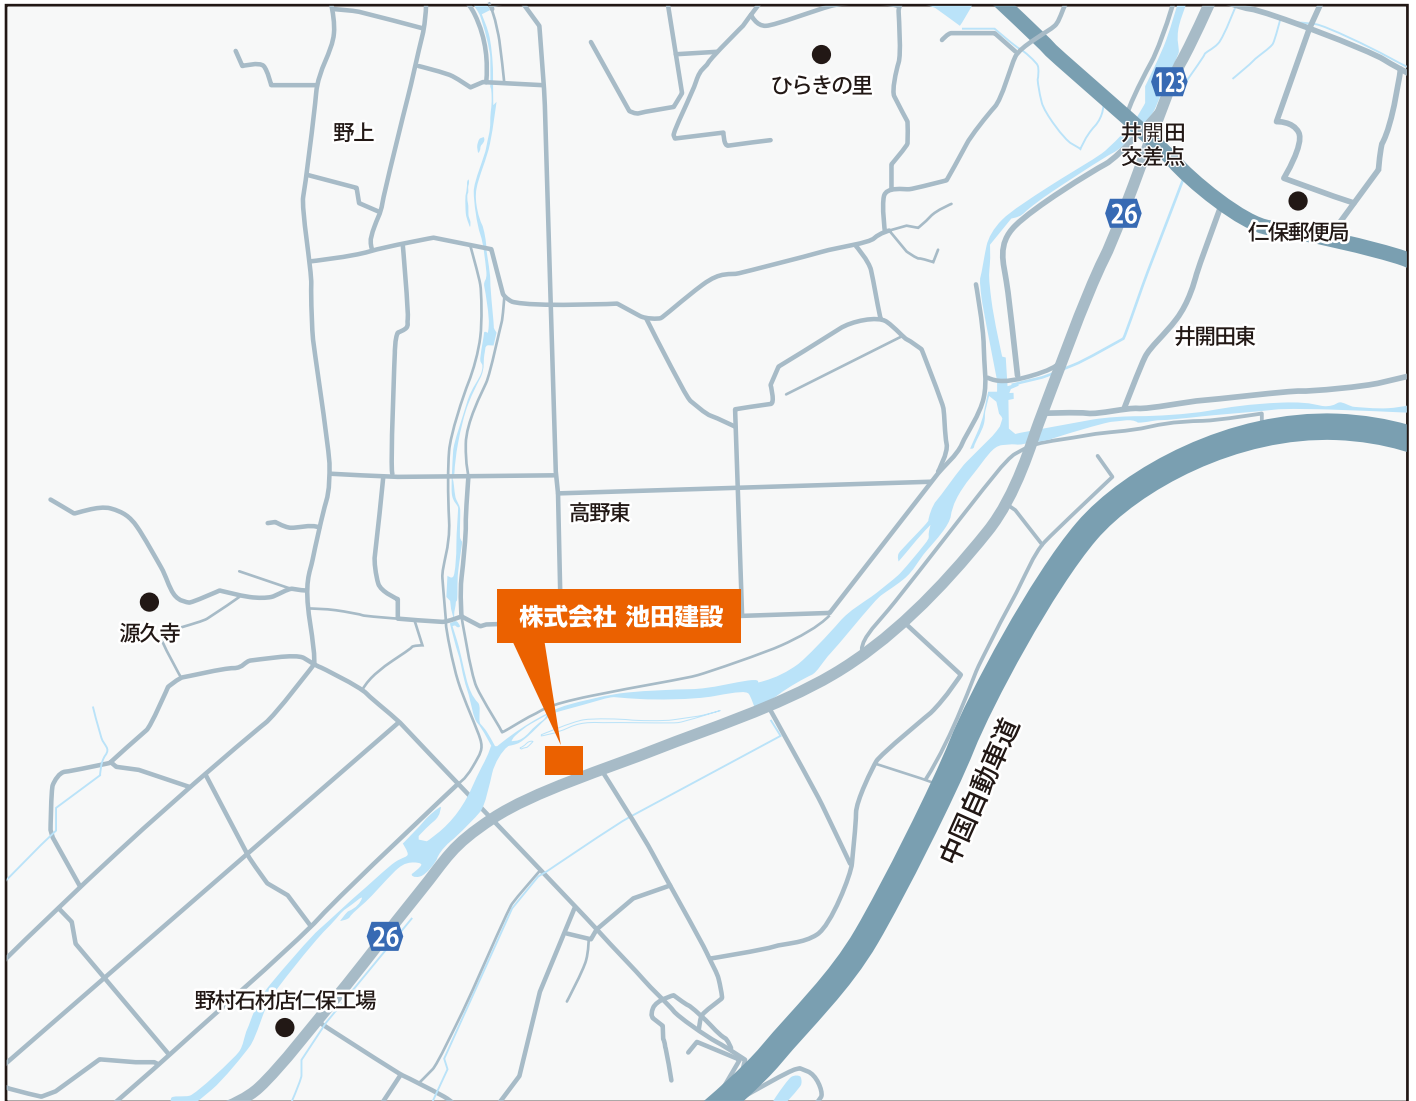 ひらきの里
123
野上
井開田
交差点
26
仁保郵便局
井開田東
高野東
株式会社 池田建設
源久寺
中国自動車道
26
野村石材店仁保工場